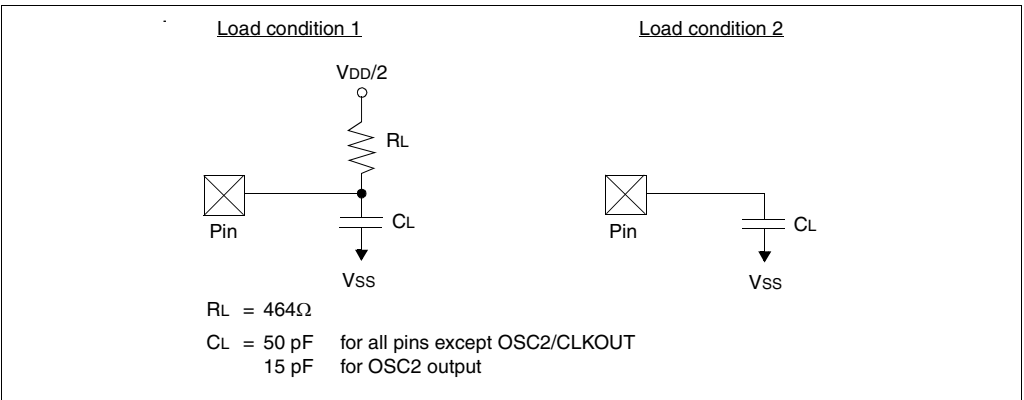 Load condition 1
Load condition 2
VDD/2
RL
CL
Pin
VSS
CL
Pin
VSS
RL = 464Ω
CL = 50 pF for all pins except OSC2/CLKOUT
15 pF for OSC2 output